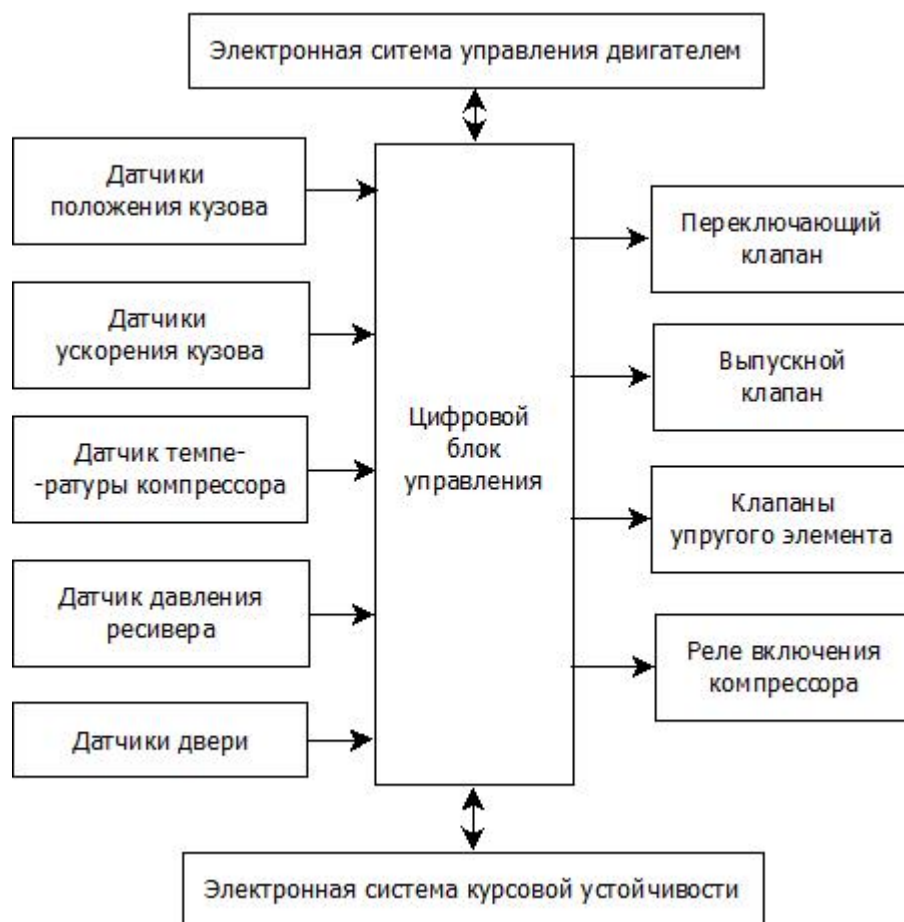 Электронная ситема управления двигателем
Датчики
положения кузова
Датчики
ускорения кузова
Датчик темпе-
-ратуры компрессора
Датчик давления
ресивера
Датчики двери
Цифровой
блок
управления
Переключающий
клапан
Выпускной
клапан
Клапаны
упругого элемента
Реле включения
компрессора
Электронная система курсовой устойчивости